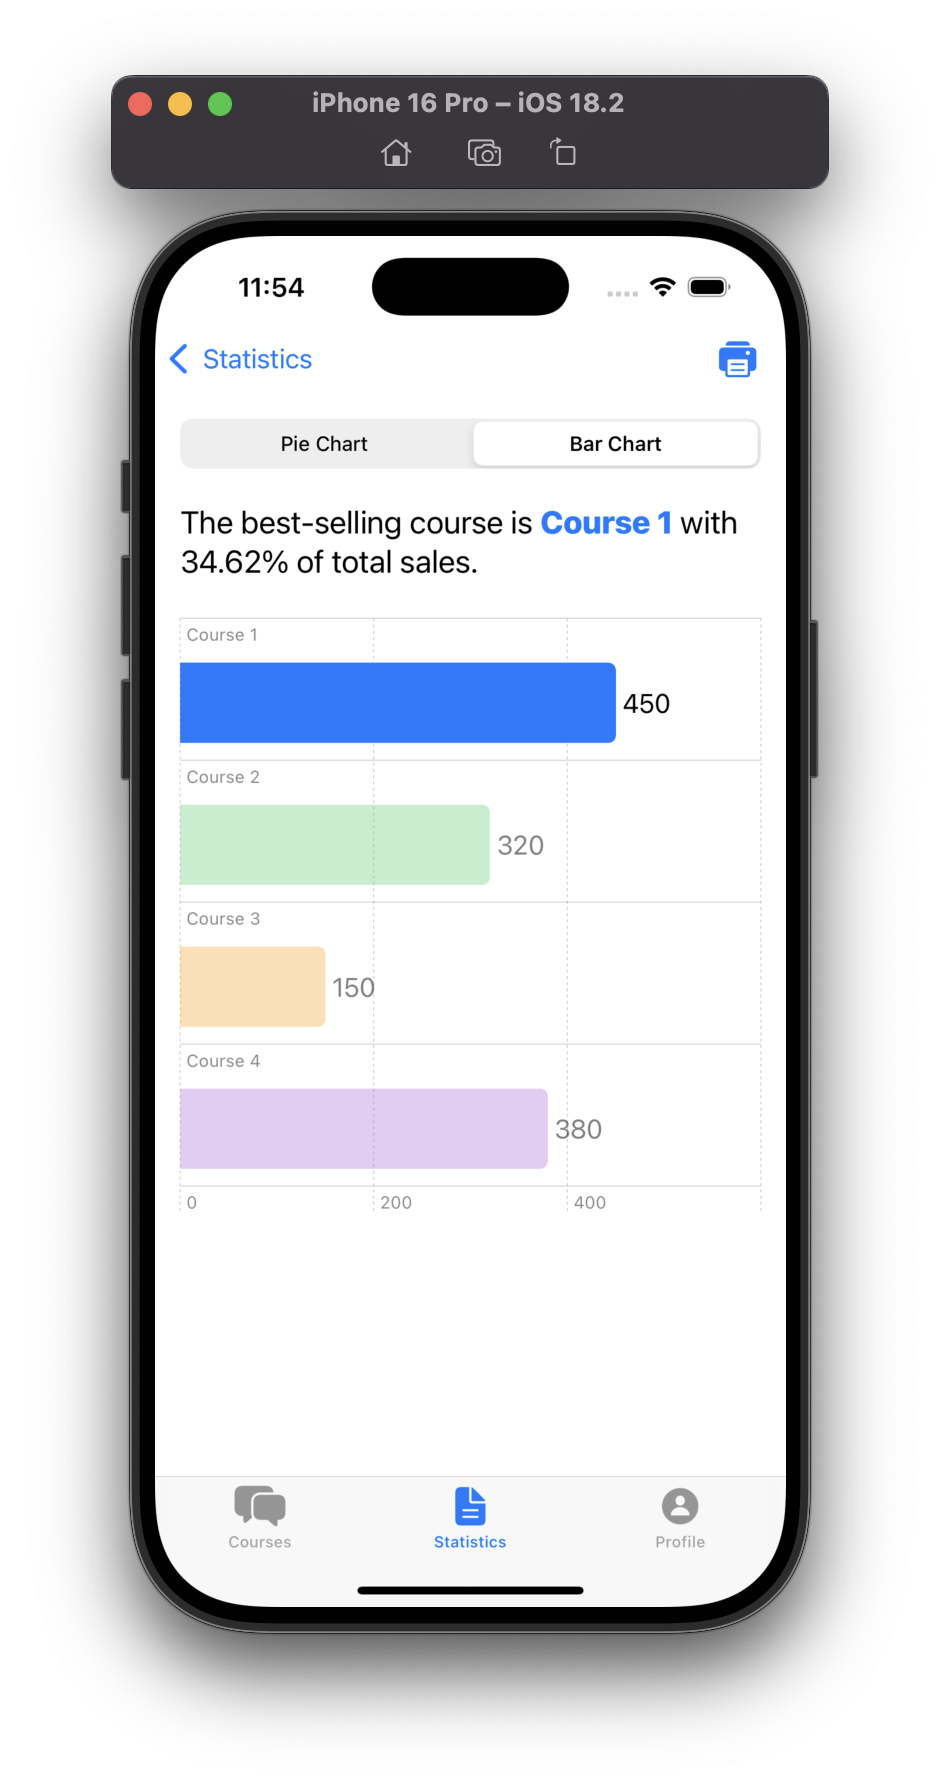 iPhone 16 Pro – iOS 18.2
11:54
Statistics
Pie Chart
Bar Chart
The best-selling course is Course 1 with
34.62% of total sales.
Course 1
450
Course 2
320
Course 3
150
Course 4
380
0
200
400
Courses
Statistics
Profile